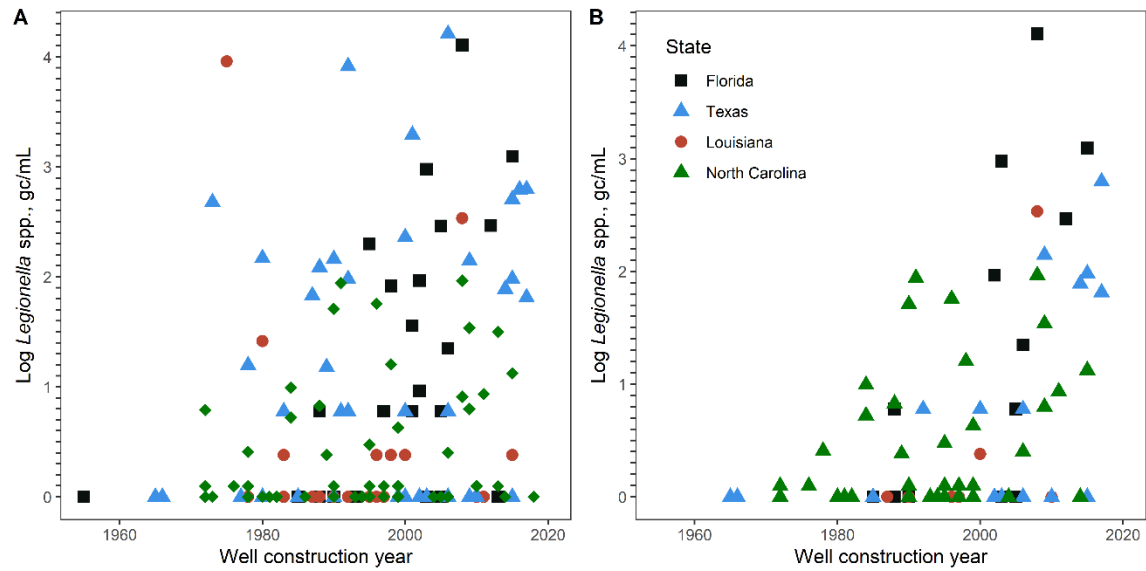 A
B
Log Legionella spp., gc/mL
4
3
2
1
0
1960
1980
2000
2020
Well construction year
Log Legionella spp., gc/mL
4
3
2
1
0
State
Florida
Texas
Louisiana
North Carolina
1960
1980
2000
2020
Well construction year